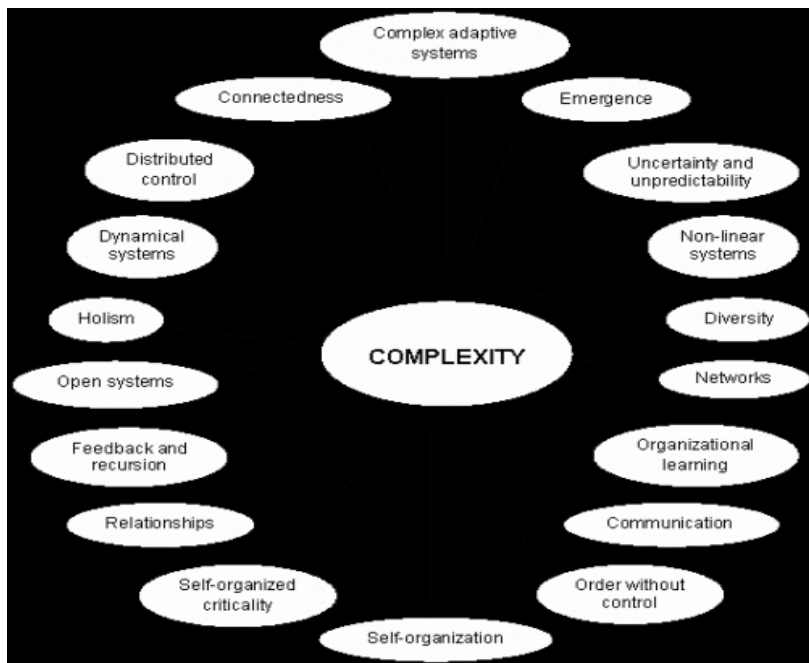 Complex adaptive
systems
Connectedness
Emergence
Distributed
control
Uncertainty and
unpredictability
Dynamical
systems
Non-linear
systems
Holism
Diversity
COMPLEXITY
Open systems
Networks
Feedback and
recursion
Organizational
learning
Relationships
Communication
Self-organized
criticality
Order without
control
Self-organization